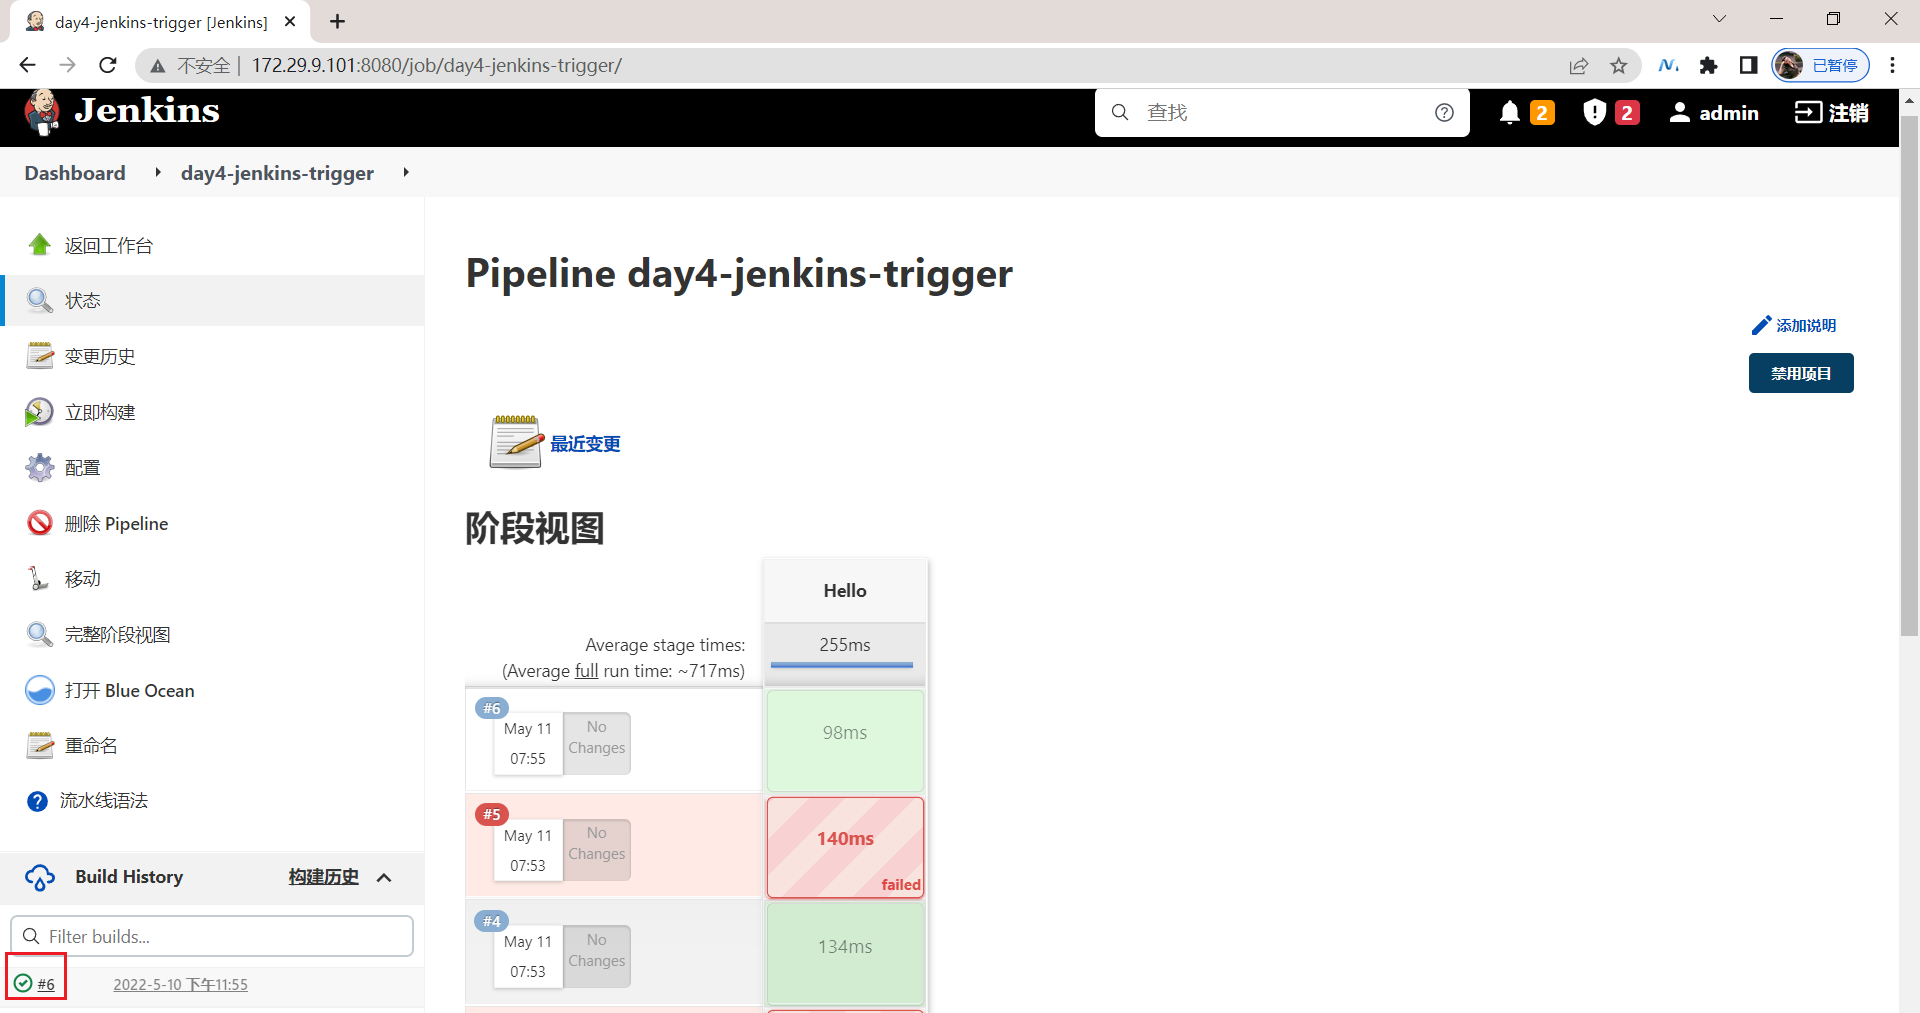 day4-jenkins-trigger [Jenkins]
不安全 | 172.29.9.101:8080/job/day4-jenkins-trigger/
已暂停
Jenkins
查找
2
2
admin
注销
Dashboard
day4-jenkins-trigger
返回工作台
状态
变更历史
立即构建
配置
删除 Pipeline
移动
完整阶段视图
打开 Blue Ocean
重命名
流水线语法
Build History
构建历史
Filter builds...
#6
2022-5-10 下午11:55
Pipeline day4-jenkins-trigger
添加说明
禁用项目
最近变更
阶段视图
Hello
Average stage times:
(Average full run time: ~717ms)
255ms
#6
May 11
07:55
No
Changes
98ms
#5
May 11
07:53
No
Changes
140ms
failed
#4
May 11
07:53
No
Changes
134ms